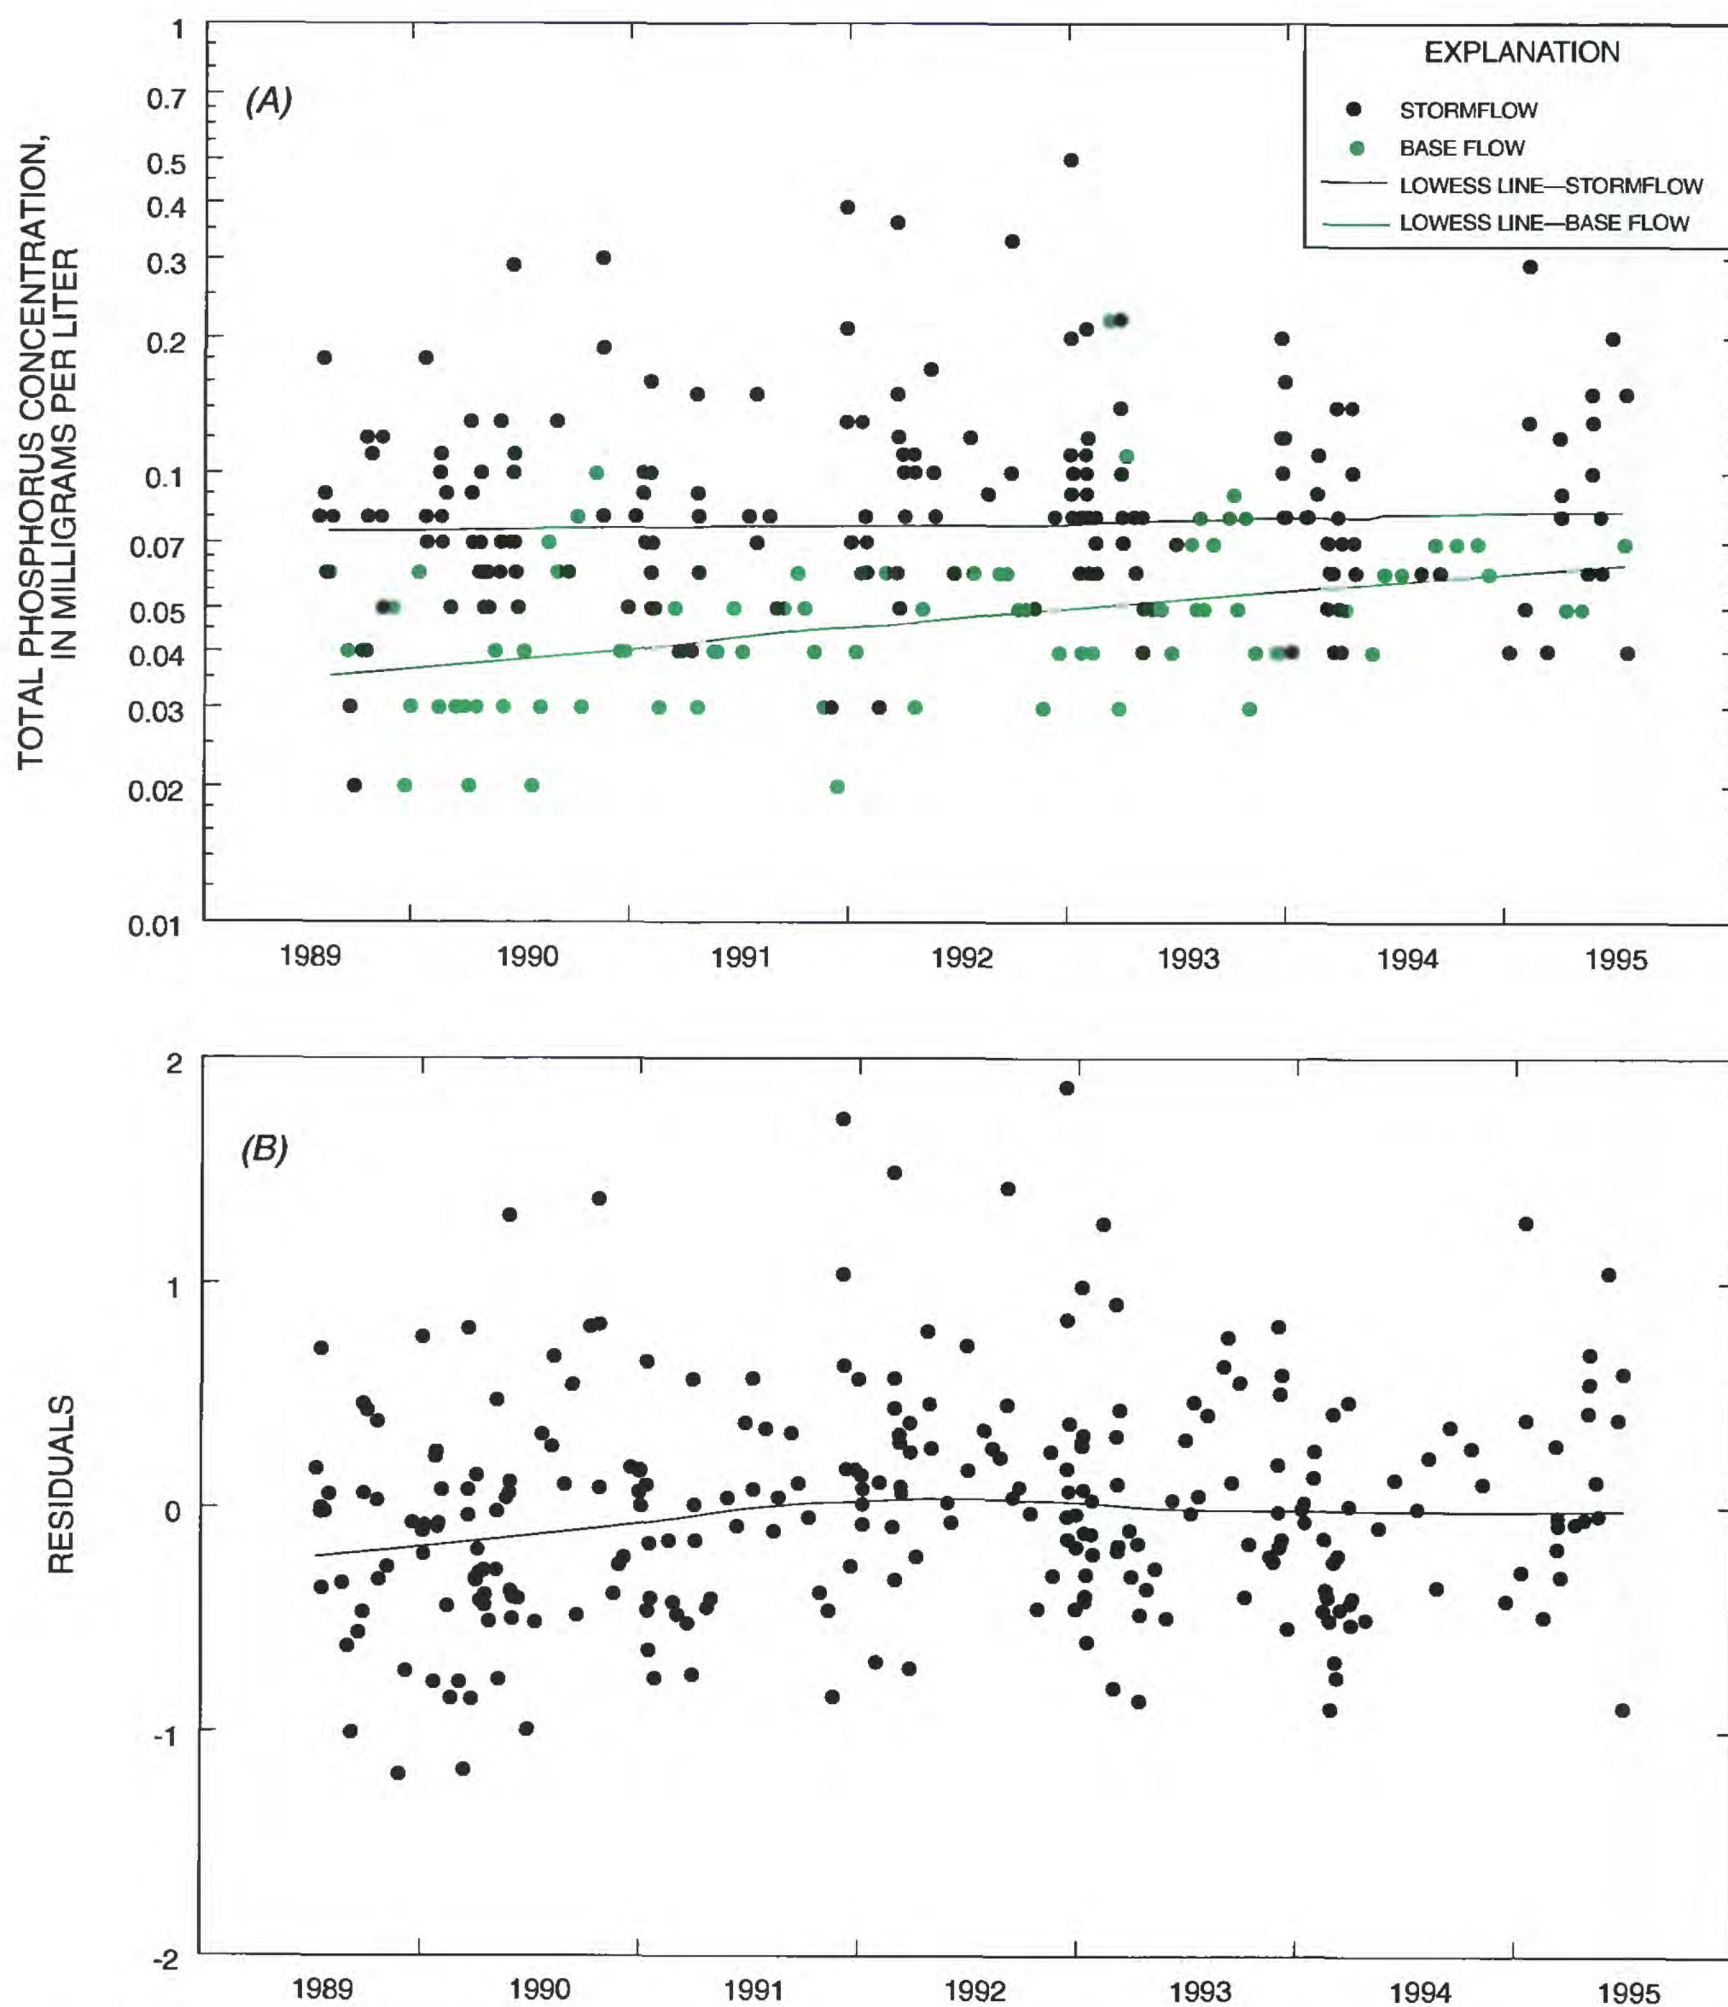 TOTAL PHOSPHORUS CONCENTRATION,
IN MILLIGRAMS PER LITER
1
0.7
0.5
0.4
0.3
0.2
0.1
0.07
0.05
0.04
0.03
0.02
0.01
(A)
EXPLANATION
STORMFLOW
BASE FLOW
LOWESS LINE—STORMFLOW
LOWESS LINE—BASE FLOW
1989 1990 1991 1992 1993 1994 1995
RESIDUALS
2
1
0
-1
-2
(B)
1989 1990 1991 1992 1993 1994 1995